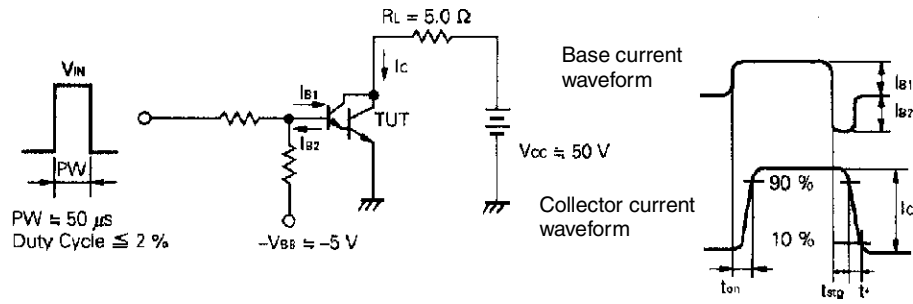 VIN
PW
PW ≒ 50 μs
Duty Cycle ≦ 2 %
IB1
IB2
−VBB ≒ −5 V
RL = 5.0 Ω
IC
TUT
VCC ≒ 50 V
Base current
waveform
IB1
IB2
Collector current
waveform
90 %
10 %
IC
ton
tstg
tf